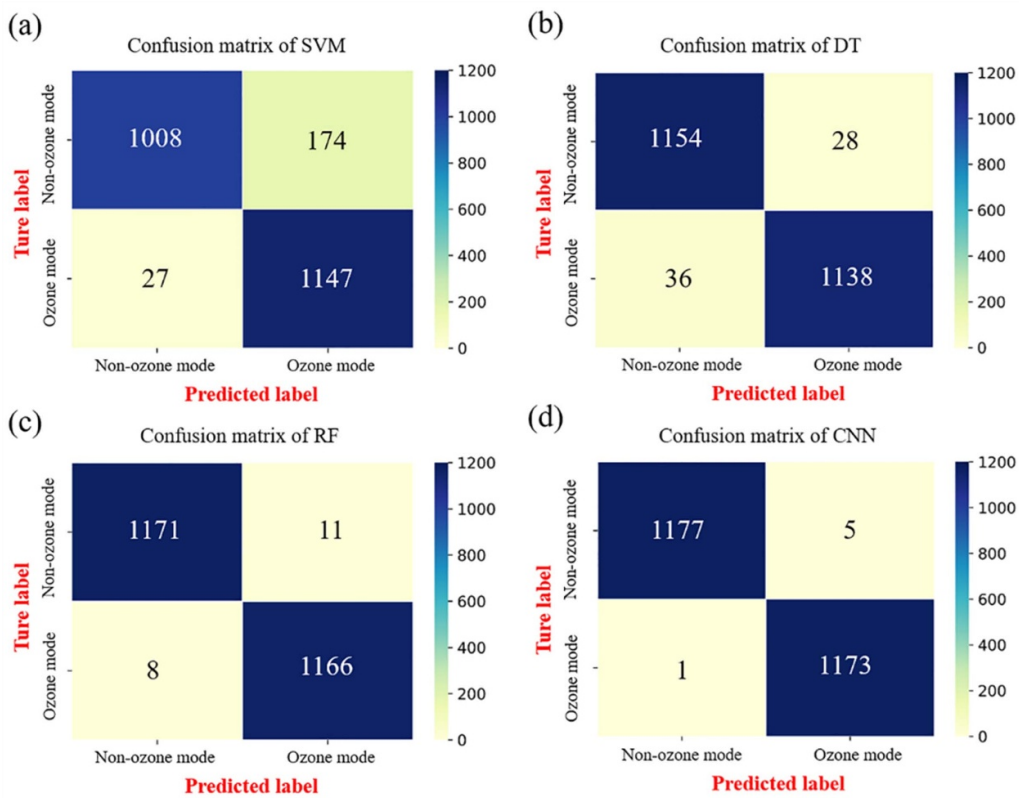 (a)
Confusion matrix of SVM
Ture label
Non-ozone mode
Ozone mode
1008
174
27
1147
1200
1000
800
600
400
200
0
Non-ozone mode
Ozone mode
Predicted label
(b)
Confusion matrix of DT
Ture label
Non-ozone mode
Ozone mode
1154
28
36
1138
1200
1000
800
600
400
200
0
Non-ozone mode
Ozone mode
Predicted label
(c)
Confusion matrix of RF
Ture label
Non-ozone mode
Ozone mode
1171
11
8
1166
1200
1000
800
600
400
200
0
Non-ozone mode
Ozone mode
Predicted label
(d)
Confusion matrix of CNN
Ture label
Non-ozone mode
Ozone mode
1177
5
1
1173
1200
1000
800
600
400
200
0
Non-ozone mode
Ozone mode
Predicted label